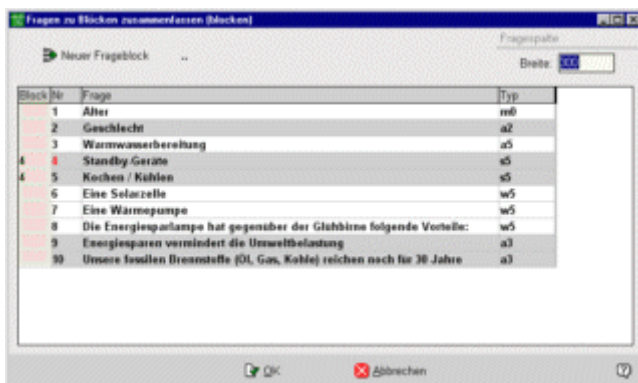 Fragen zu Blöcken zusammenfassen (blocken)
Fragespalte
Neuer Frageblock ..
Breite: 300
Block Nr Frage Typ
1 Alter m0
2 Geschlecht a2
3 Warmwasserbereitung a5
4 4 Standby-Geräte s5
4 5 Kochen / Kühlen s5
6 Eine Solarzelle w5
7 Eine Wärmepumpe w5
8 Die Energiesparlampe hat gegenüber der Glühbirne folgende Vorteile: w5
9 Energiesparen vermindert die Umweltbelastung a3
10 Unsere fossilen Brennstoffe (Öl, Gas, Kohle) reichen noch für 30 Jahre a3
OK Abbrechen